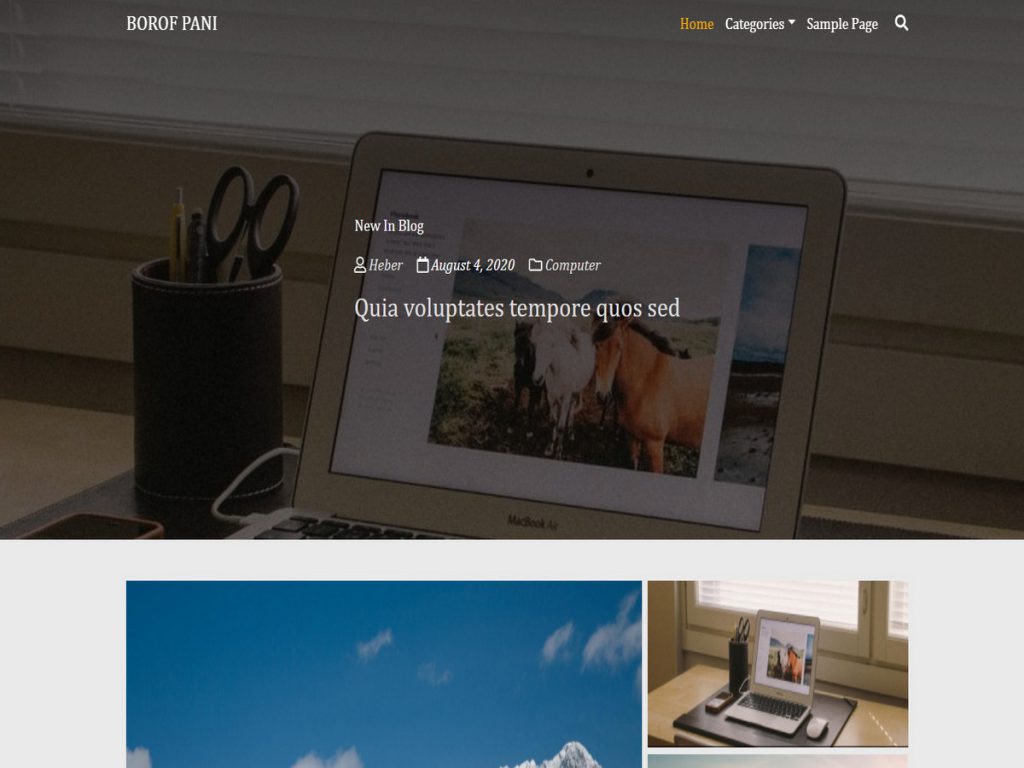 BOROF PANI
Home Categories Sample Page
New In Blog
Heber August 4, 2020 Computer
Quia voluptates tempore quos sed
MacBook Air